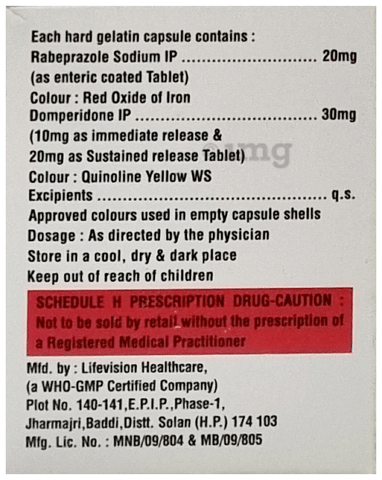 Each hard gelatin capsule contains :
Rabeprazole Sodium IP ............................ 20mg
(as enteric coated Tablet)
Colour : Red Oxide of Iron
Domperidone IP ........................................ 30mg
(10mg as immediate release &
20mg as Sustained release Tablet)
Colour : Quinoline Yellow WS
Excipients ................................................. q.s.
Approved colours used in empty capsule shells
Dosage : As directed by the physician
Store in a cool, dry & dark place
Keep out of reach of children
SCHEDULE H PRESCRIPTION DRUG-CAUTION :
Not to be sold by retail without the prescription of
a Registered Medical Practitioner
Mfd. by : Lifevision Healthcare,
(a WHO-GMP Certified Company)
Plot No. 140-141,E.P.I.P.,Phase-1,
Jharmajri,Baddi,Distt. Solan (H.P.) 174 103
Mfg. Lic. No. : MNB/09/804 & MB/09/805